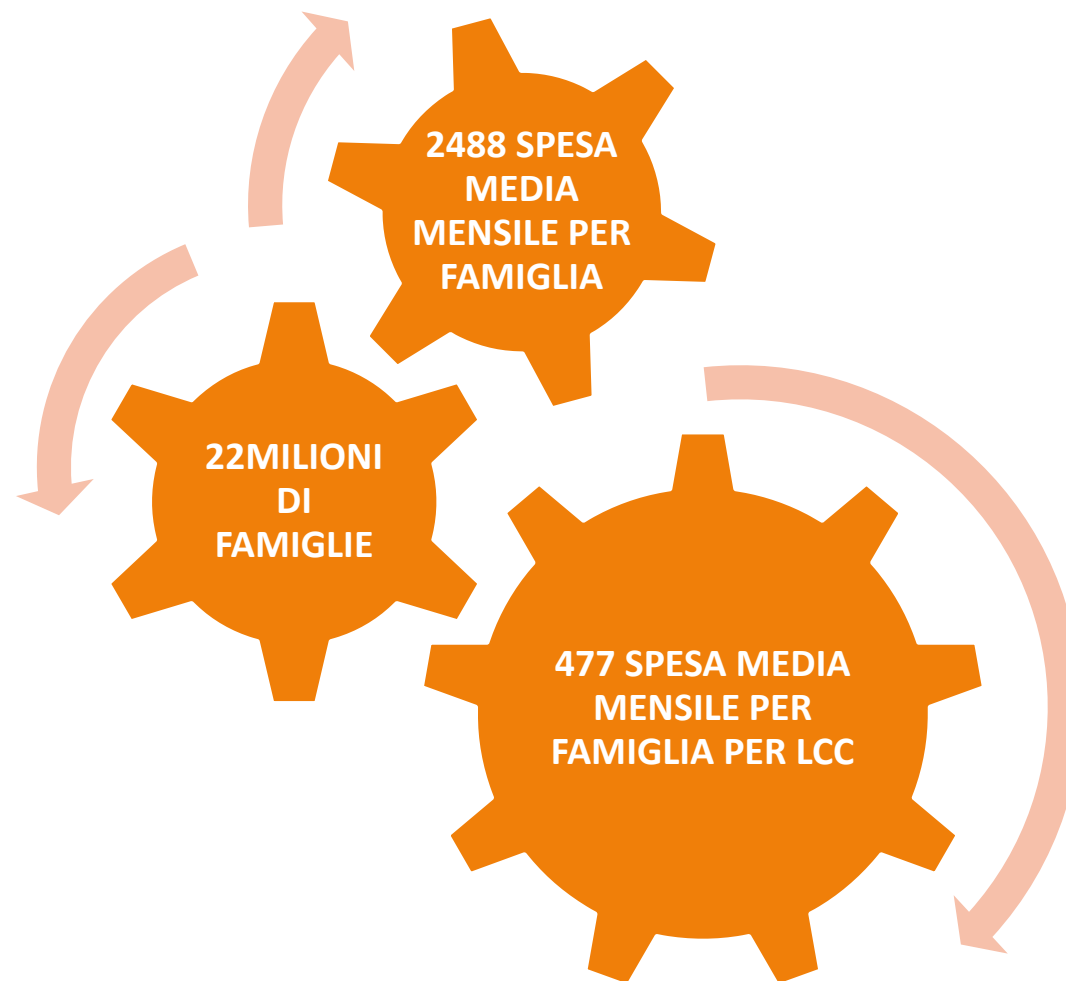 2488 SPESA
MEDIA
MENSILE PER
FAMIGLIA
22MILIONI
DI
FAMIGLIE
477 SPESA MEDIA
MENSILE PER
FAMIGLIA PER LCC